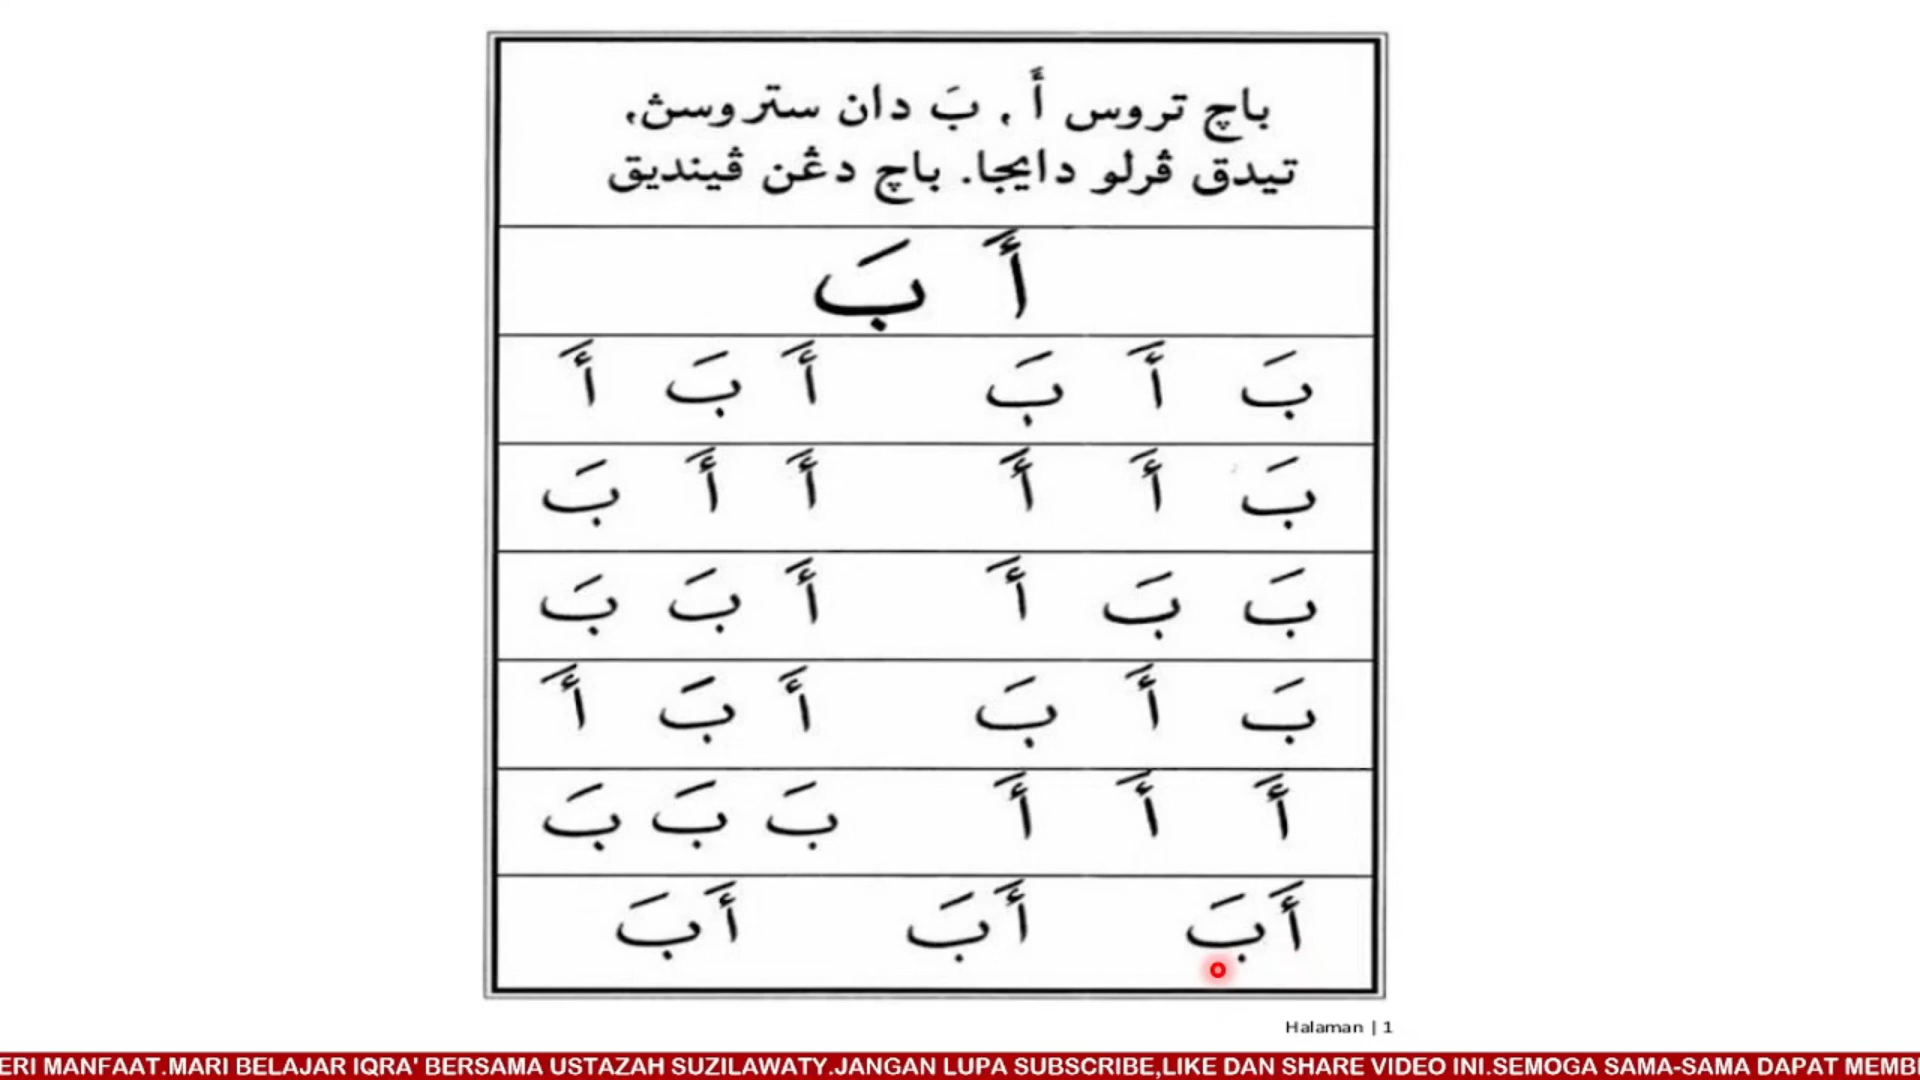 باچ تروس أَ ، بَ دان ستروسڽ،
تيدق ڤرلو دايجا. باچ دڠن ڤينديق
أَ بَ
بَ أَ بَ أَ بَ أَ
بَ أَ أَ أَ أَ بَ
بَ بَ أَ أَ بَ بَ
بَ أَ بَ أَ بَ أَ
أَ أَ أَ بَ بَ بَ
أَبَ أَبَ أَبَ
Halaman | 1
ERI MANFAAT.MARI BELAJAR IQRA' BERSAMA USTAZAH SUZILAWATY.JANGAN LUPA SUBSCRIBE,LIKE DAN SHARE VIDEO INI.SEMOGA SAMA-SAMA DAPAT MEMBE